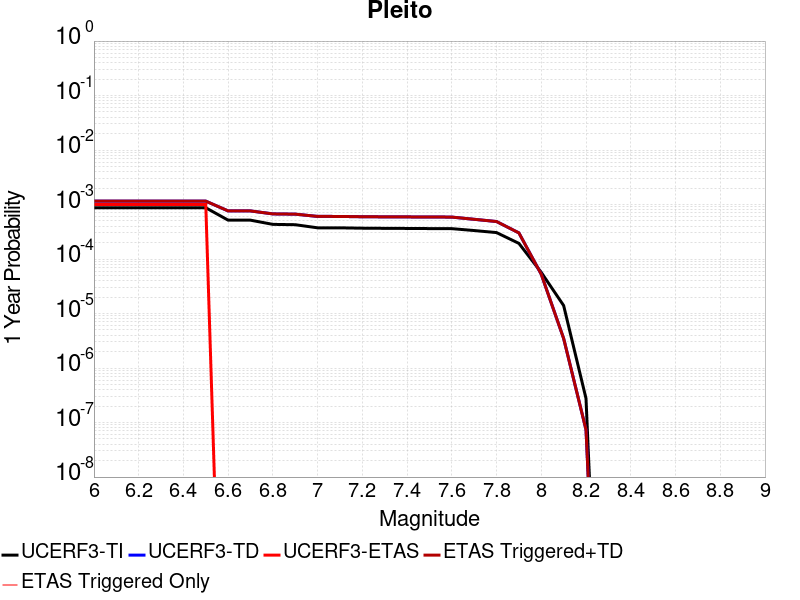 Pleito
10^0
10^-1
10^-2
10^-3
10^-4
10^-5
10^-6
10^-7
10^-8
1 Year Probability
6 6.2 6.4 6.6 6.8 7 7.2 7.4 7.6 7.8 8 8.2 8.4 8.6 8.8 9
Magnitude
UCERF3-TI UCERF3-TD UCERF3-ETAS ETAS Triggered+TD
ETAS Triggered Only